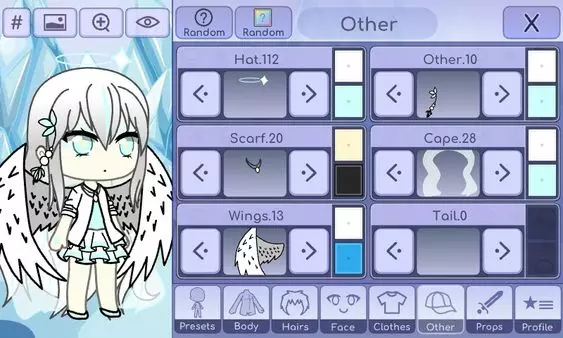 #
Random
Random
Other
X
Hat.112
Other.10
Scarf.20
Cape.28
Wings.13
Tail.0
Presets
Body
Hairs
Face
Clothes
Other
Props
Profile